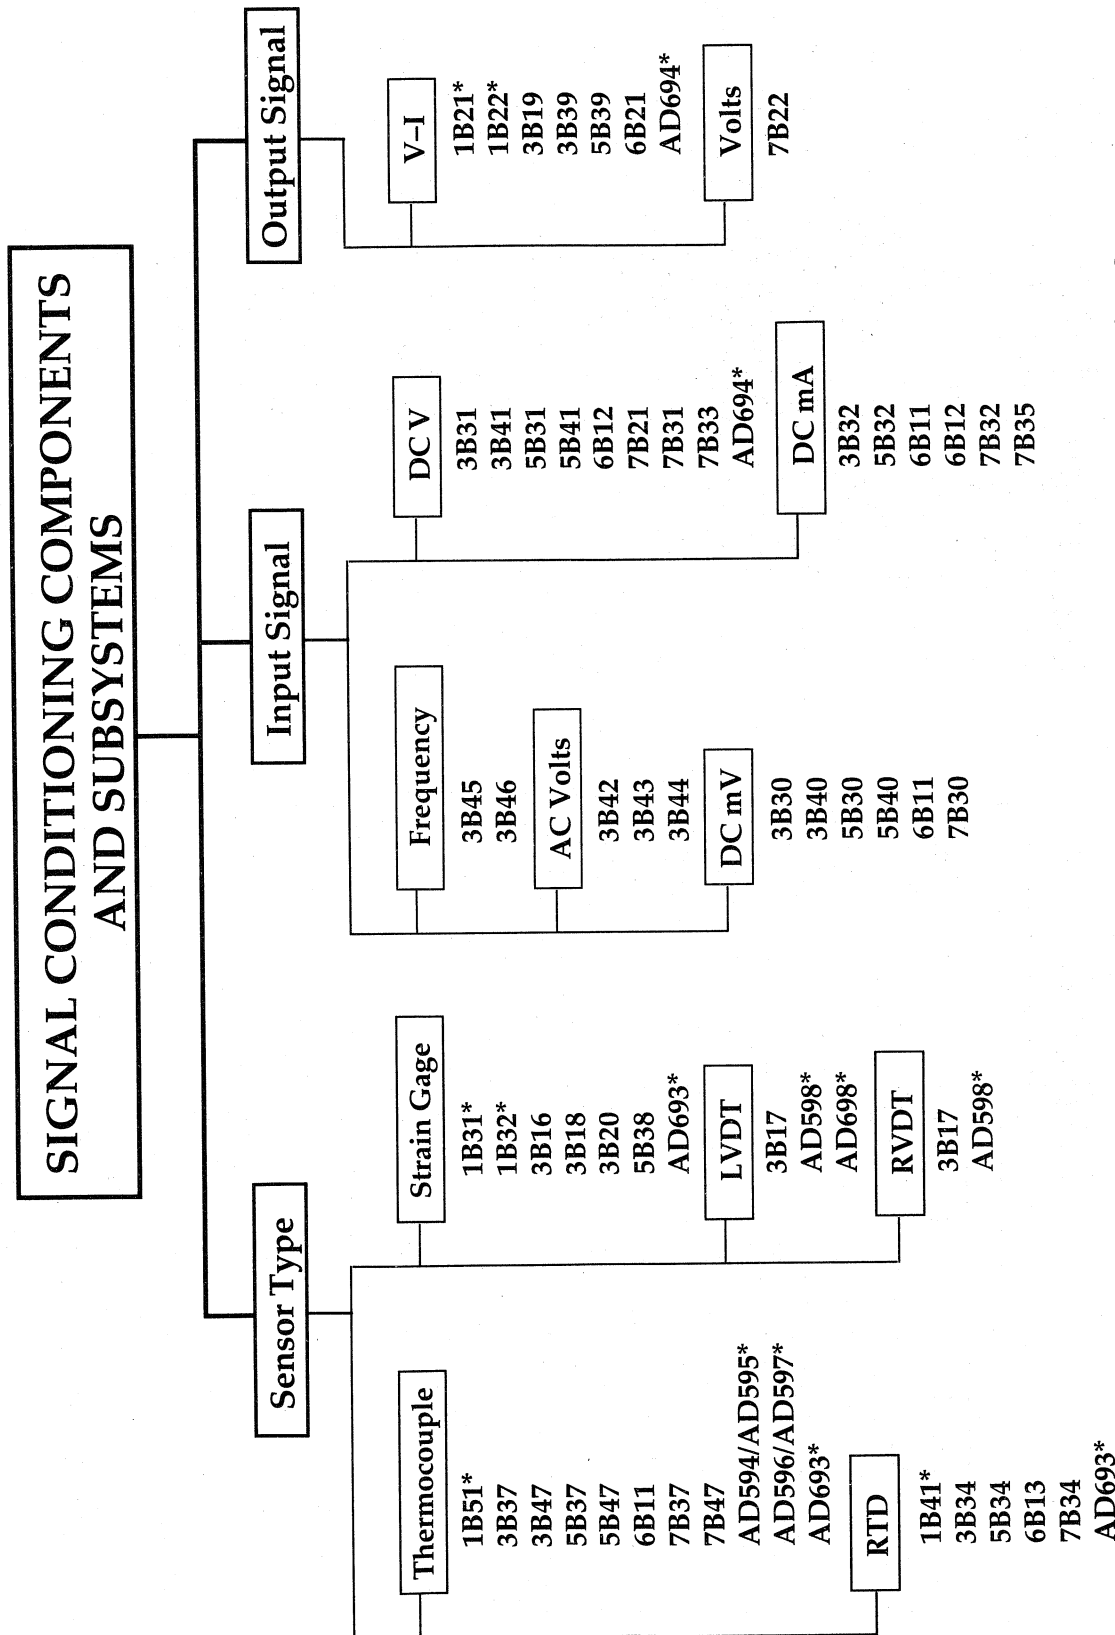 SIGNAL CONDITIONING COMPONENTS
AND SUBSYSTEMS
Sensor Type
Thermocouple
1B51*
3B37
3B47
5B37
5B47
6B11
7B37
7B47
AD594/AD595*
AD596/AD597*
AD693*
RTD
1B41*
3B34
5B34
6B13
7B34
AD693*
Strain Gage
1B31*
1B32*
3B16
3B18
3B20
5B38
AD693*
LVDT
3B17
AD598*
AD698*
RVDT
3B17
AD598*
Input Signal
Frequency
3B45
3B46
AC Volts
3B42
3B43
3B44
DC mV
3B30
3B40
5B30
5B40
6B11
7B30
DC V
3B31
3B41
5B31
5B41
6B12
7B21
7B31
7B33
AD694*
DC mA
3B32
5B32
6B11
6B12
7B32
7B35
Output Signal
V–I
1B21*
1B22*
3B19
3B39
5B39
6B21
AD694*
Volts
7B22